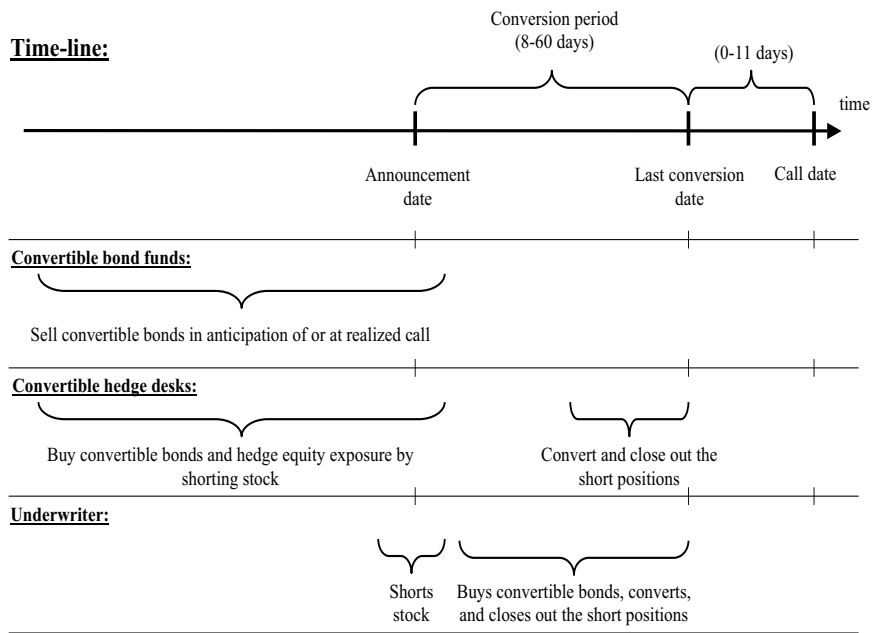 Conversion period
(8-60 days)
Time-line:
(0-11 days)
time
Announcement
date
Last conversion
date
Call date
Convertible bond funds:
Sell convertible bonds in anticipation of or at realized call
Convertible hedge desks:
Buy convertible bonds and hedge equity exposure by
shorting stock
Convert and close out the
short positions
Underwriter:
Shorts
stock
Buys convertible bonds, converts,
and closes out the short positions